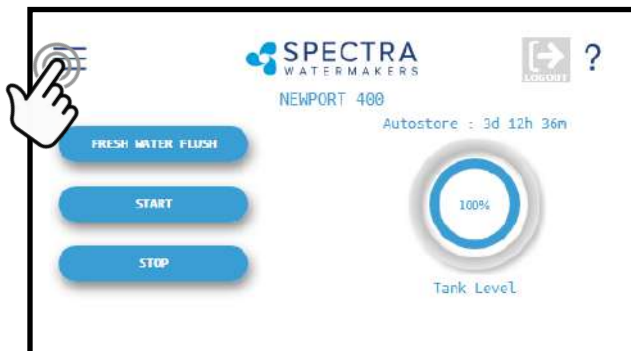 SPECTRA
WATERMAKERS
LOGOUT
?
NEWPORT 400
Autostore : 3d 12h 36m
FRESH WATER FLUSH
START
100%
STOP
Tank Level